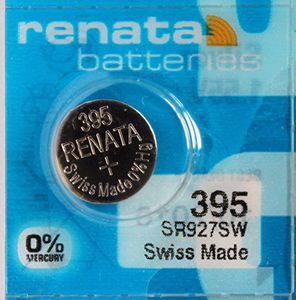 renata
batteries
395
RENATA
+
Swiss Made 0%Hg
395
SR927SW
Swiss Made
0%
MERCURY